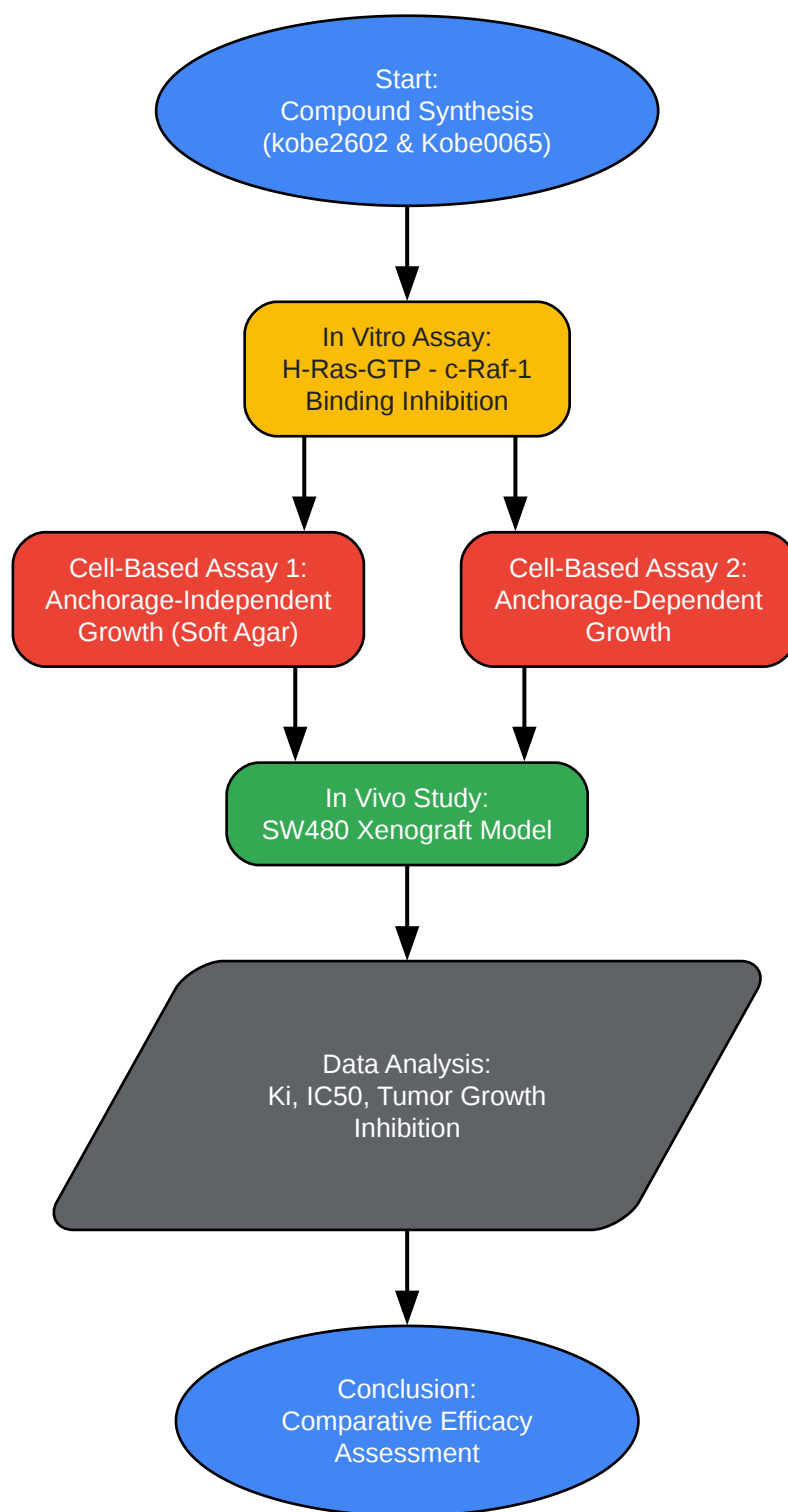 Start:
Compound Synthesis
(kobe2602 & Kobe0065)
In Vitro Assay:
H-Ras-GTP - c-Raf-1
Binding Inhibition
Cell-Based Assay 1:
Anchorage-Independent
Growth (Soft Agar)
Cell-Based Assay 2:
Anchorage-Dependent
Growth
In Vivo Study:
SW480 Xenograft Model
Data Analysis:
Ki, IC50, Tumor Growth
Inhibition
Conclusion:
Comparative Efficacy
Assessment